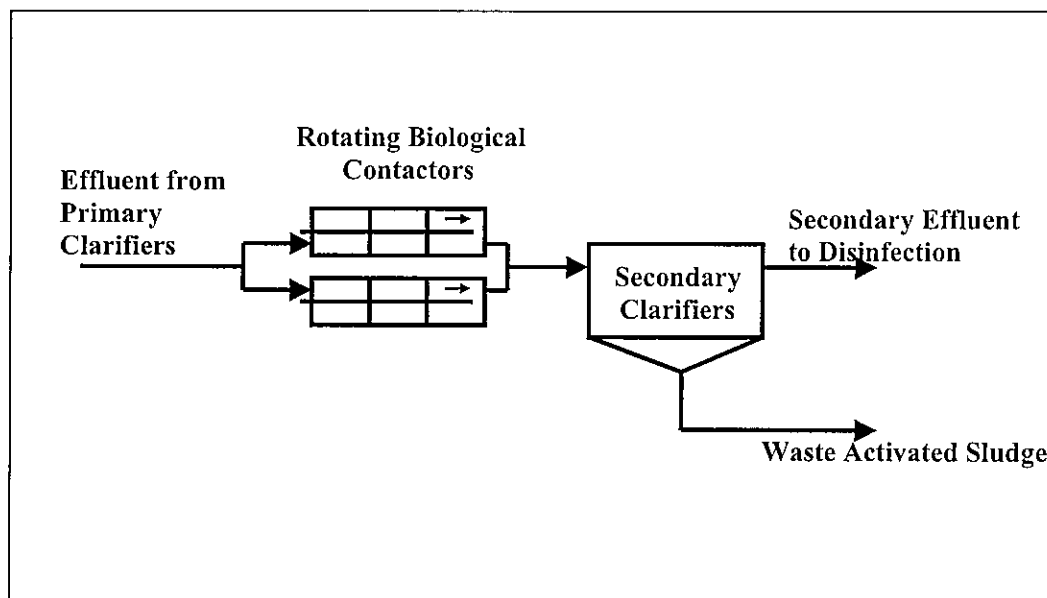 Rotating Biological
Contactors
Effluent from
Primary
Clarifiers
Secondary Effluent
to Disinfection
Secondary
Clarifiers
Waste Activated Sludge